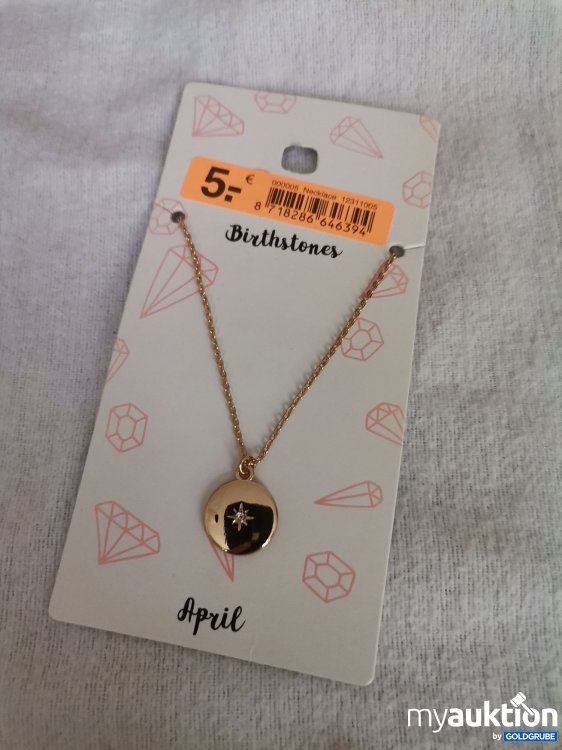 5.- €
000005 Necklace 12311005
8 718286 646394
Birthstones
April
myauktion
by GOLDGRUBE